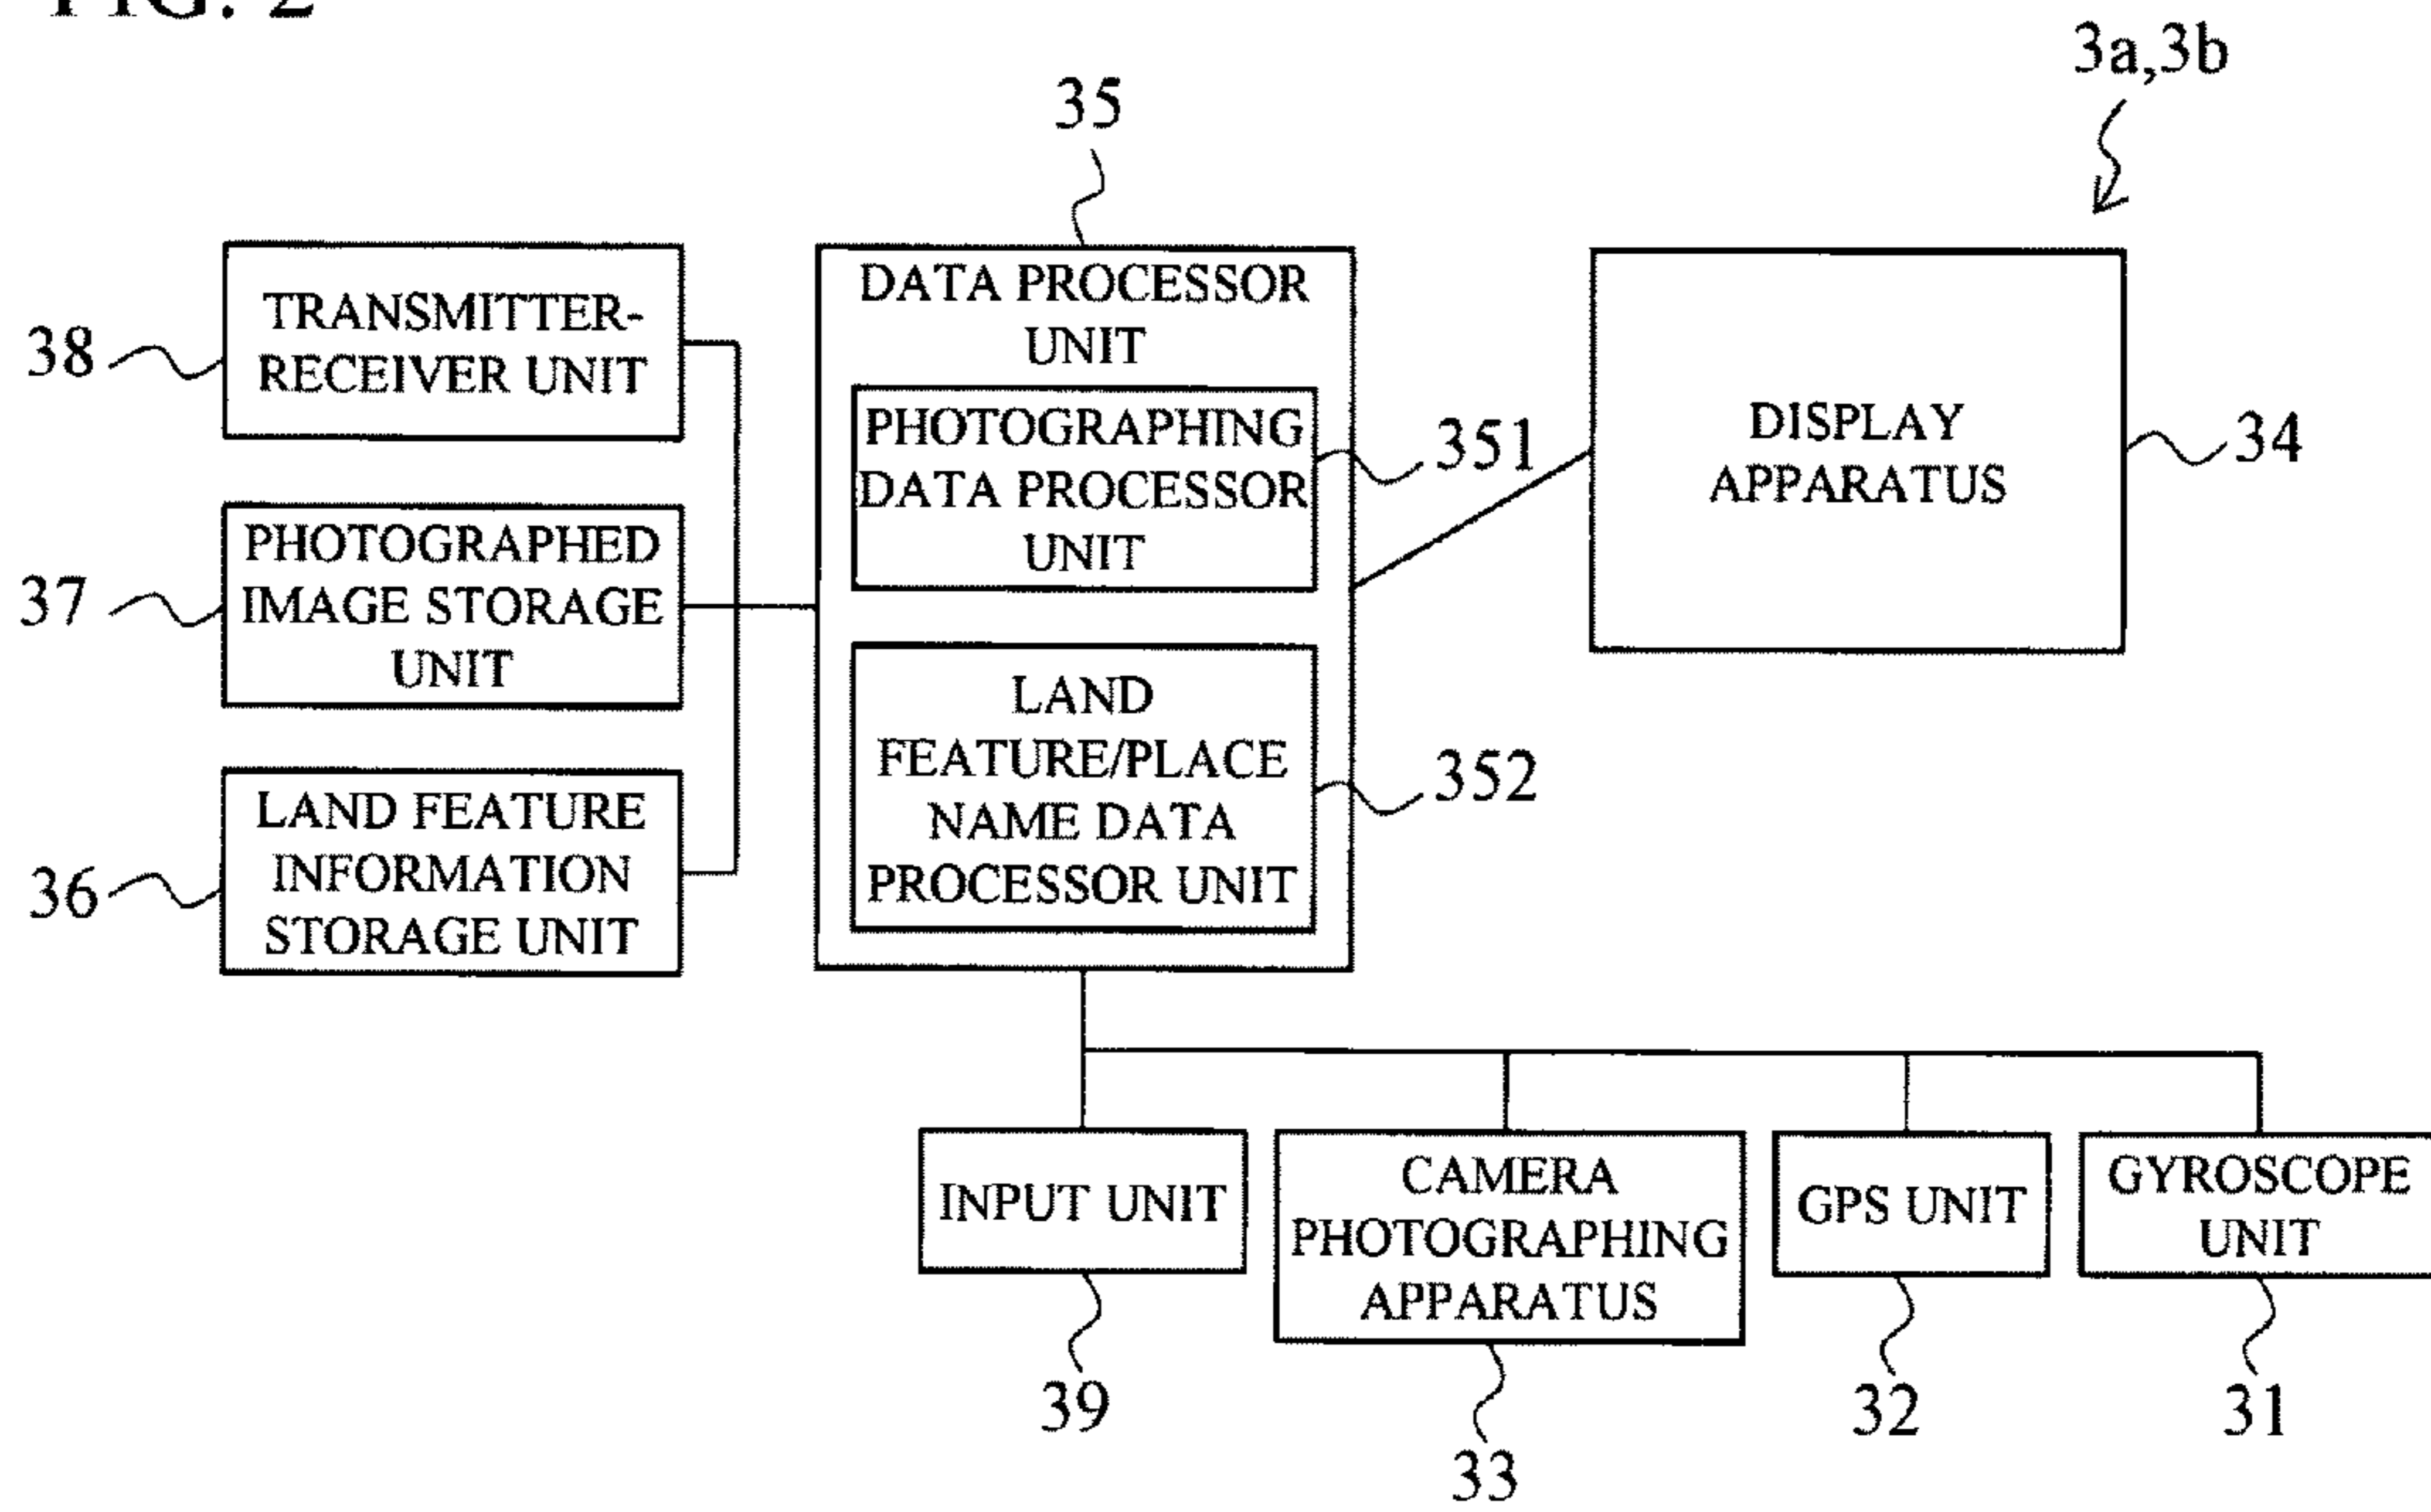 FIG. 2
3a,3b
35
DATA PROCESSOR
UNIT
TRANSMITTER-
RECEIVER UNIT
38
PHOTOGRAPHING
DATA PROCESSOR
UNIT
351
DISPLAY
APPARATUS
34
PHOTOGRAPHED
IMAGE STORAGE
UNIT
37
LAND
FEATURE/PLACE
NAME DATA
PROCESSOR UNIT
352
LAND FEATURE
INFORMATION
STORAGE UNIT
36
INPUT UNIT
39
CAMERA
PHOTOGRAPHING
APPARATUS
33
GPS UNIT
32
GYROSCOPE
UNIT
31